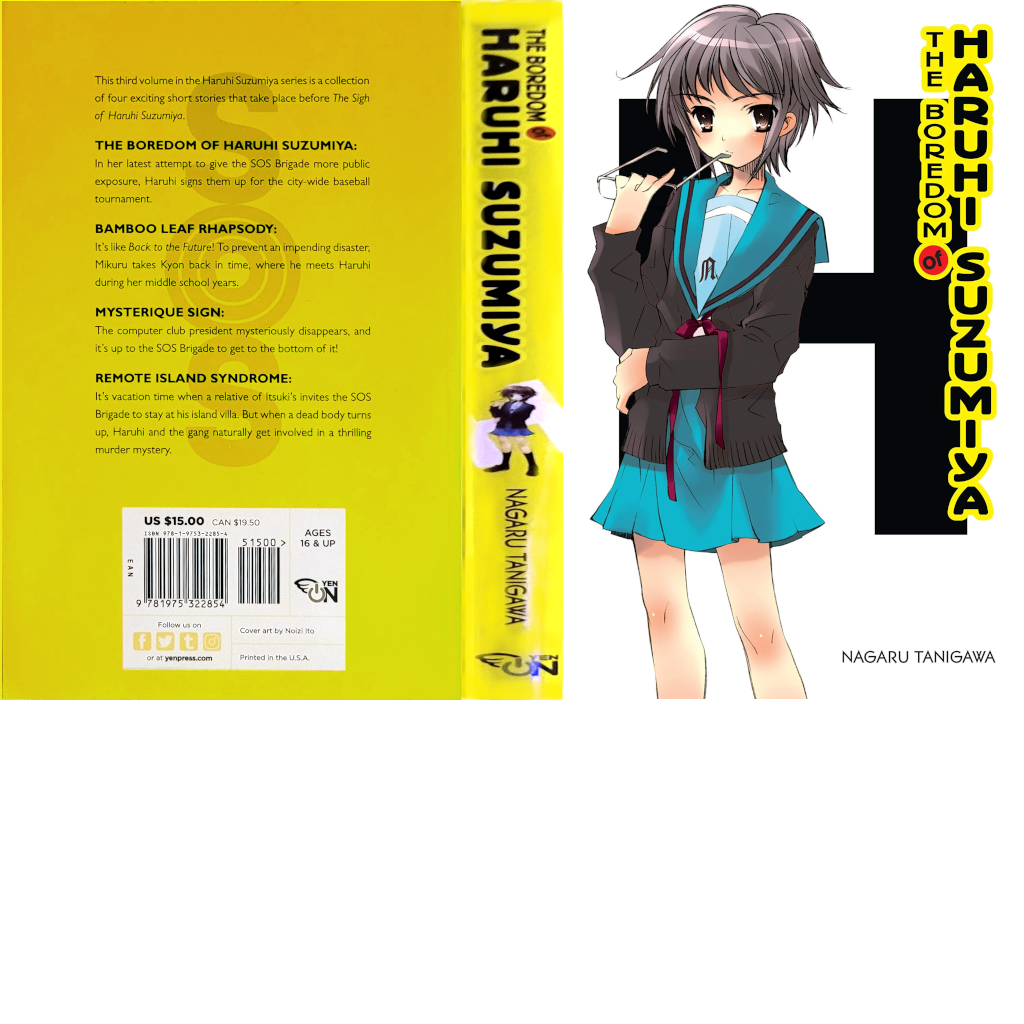 This third volume in the Haruhi Suzumiya series is a collection
of four exciting short stories that take place before The Sigh
of Haruhi Suzumiya.
THE BOREDOM OF HARUHI SUZUMIYA:
In her latest attempt to give the SOS Brigade more public
exposure, Haruhi signs them up for the city-wide baseball
tournament.
BAMBOO LEAF RHAPSODY:
It's like Back to the Future! To prevent an impending disaster,
Mikuru takes Kyon back in time, where he meets Haruhi
during her middle school years.
MYSTERIQUE SIGN:
The computer club president mysteriously disappears, and
it's up to the SOS Brigade to get to the bottom of it!
REMOTE ISLAND SYNDROME:
It's vacation time when a relative of Itsuki's invites the SOS
Brigade to stay at his island villa. But when a dead body turns
up, Haruhi and the gang naturally get involved in a thrilling
murder mystery.
SOS
US $15.00 CAN $19.50
ISBN 978-1-9753-2285-4
51500 >
EAN
9 781975 322854
AGES
16 & UP
YEN
ON
Follow us on
or at yenpress.com
Cover art by Noizi Ito
Printed in the U.S.A.
THE BOREDOM of
HARUHI SUZUMIYA
NAGARU TANIGAWA
YEN
ON
THE BOREDOM of
HARUHI SUZUMIYA
N
H
NAGARU TANIGAWA